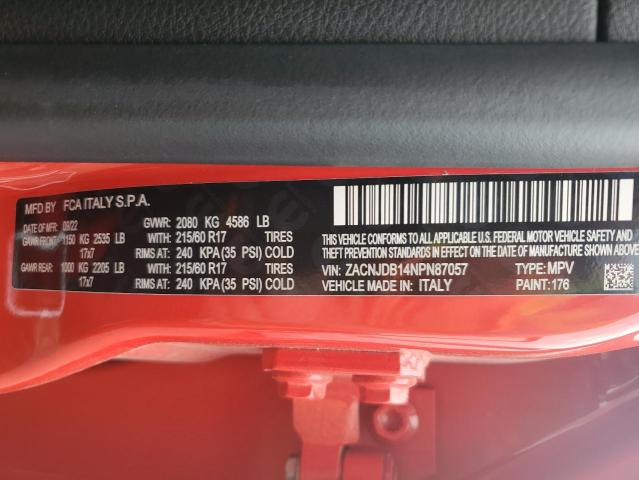 MFD BY FCA ITALY S.P.A.
DATE OF MFR: 09/22 GVWR: 2080 KG 4586 LB
GAWR FRONT: 1150 KG 2535 LB WITH 215/60 R17 TIRES
17x7 RIMS AT: 240 KPA (35 PSI) COLD
GAWR REAR: 1000 KG 2205 LB WITH 215/60 R17 TIRES
17x7 RIMS AT: 240 KPA (35 PSI) COLD
THIS VEHICLE CONFORMS TO ALL APPLICABLE U.S. FEDERAL MOTOR VEHICLE SAFETY
AND THEFT PREVENTION STANDARDS IN EFFECT ON THE DATE OF MANUFACTURE SHOWN ABOVE.
VIN: ZACNJDB14NPN87057 TYPE: MPV
VEHICLE MADE IN: ITALY PAINT: 176